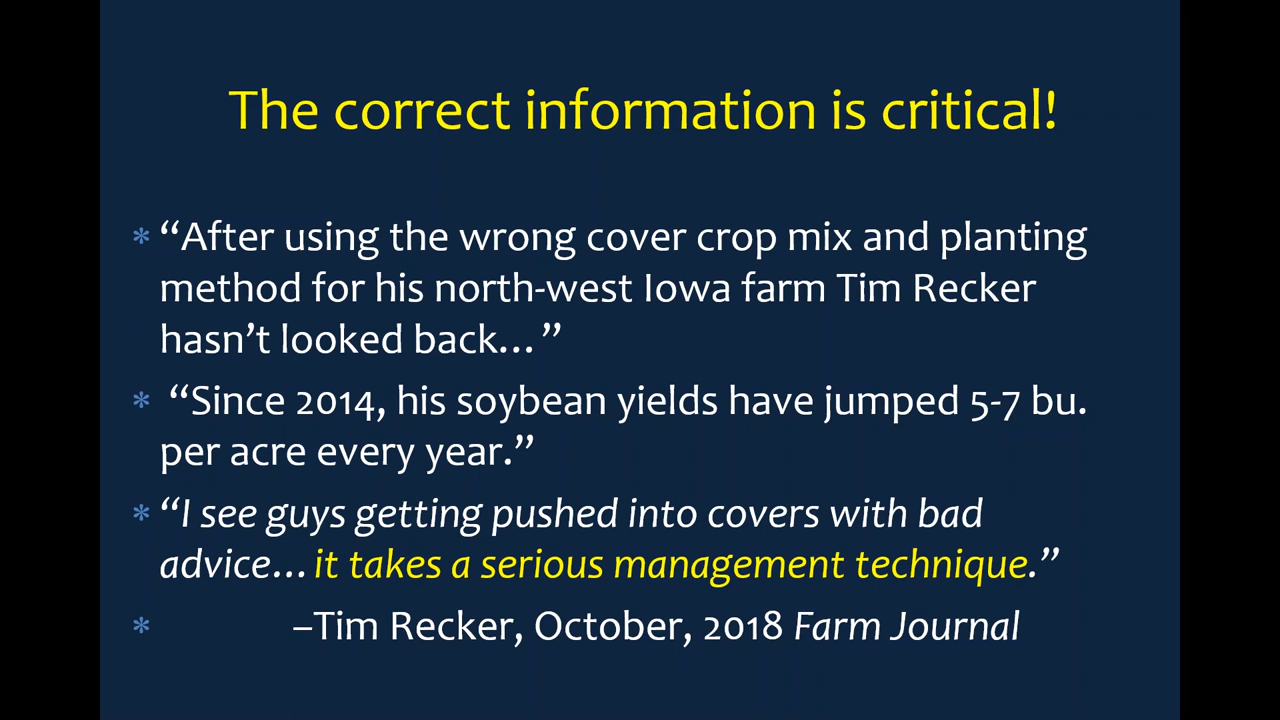 The correct information is critical!
* “After using the wrong cover crop mix and planting
method for his north-west Iowa farm Tim Recker
hasn’t looked back…”
* “Since 2014, his soybean yields have jumped 5-7 bu.
per acre every year.”
* “I see guys getting pushed into covers with bad
advice… it takes a serious management technique.”
* –Tim Recker, October, 2018 Farm Journal